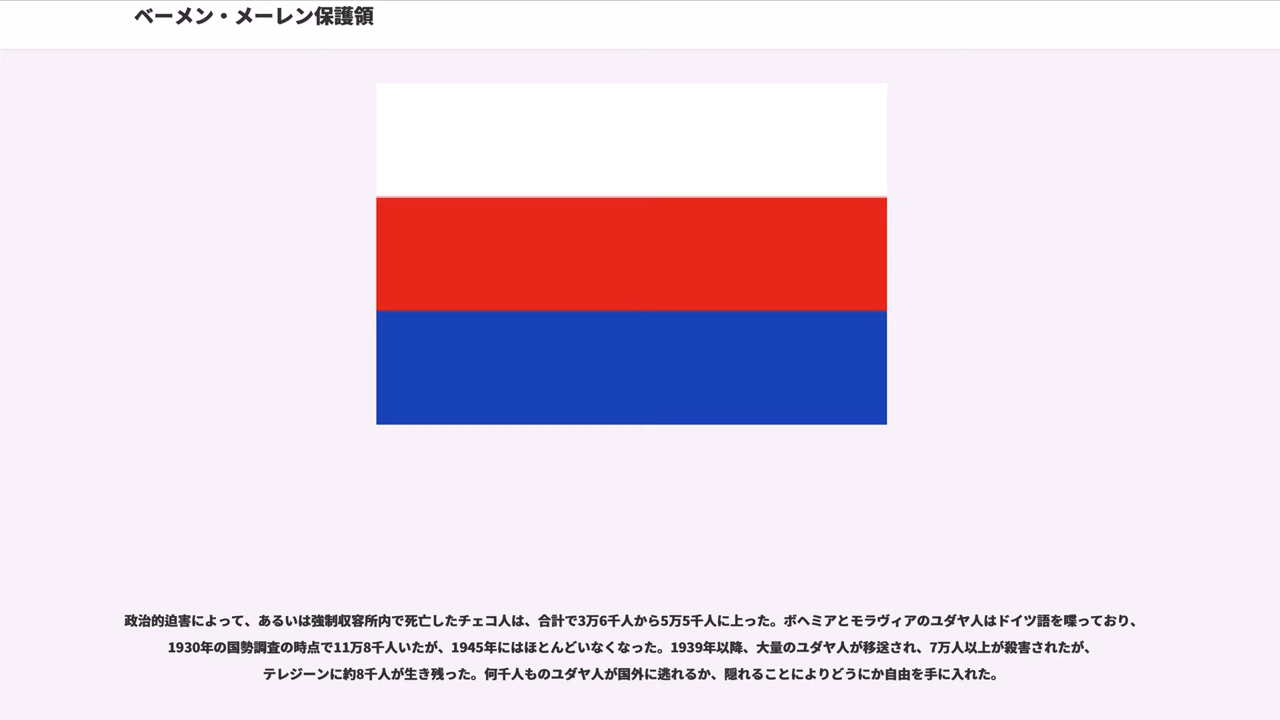 ベーメン・メーレン保護領
政治的迫害によって、あるいは強制収容所内で死亡したチェコ人は、合計で3万6千人から5万5千人に上った。ボヘミアとモラヴィアのユダヤ人はドイツ語を喋っており、
1930年の国勢調査の時点で11万8千人いたが、1945年にはほとんどいなくなった。1939年以降、大量のユダヤ人が移送され、7万人以上が殺害されたが、
テレジーンに約8千人が生き残った。何千人ものユダヤ人が国外に逃れるか、隠れることによりどうにか自由を手に入れた。